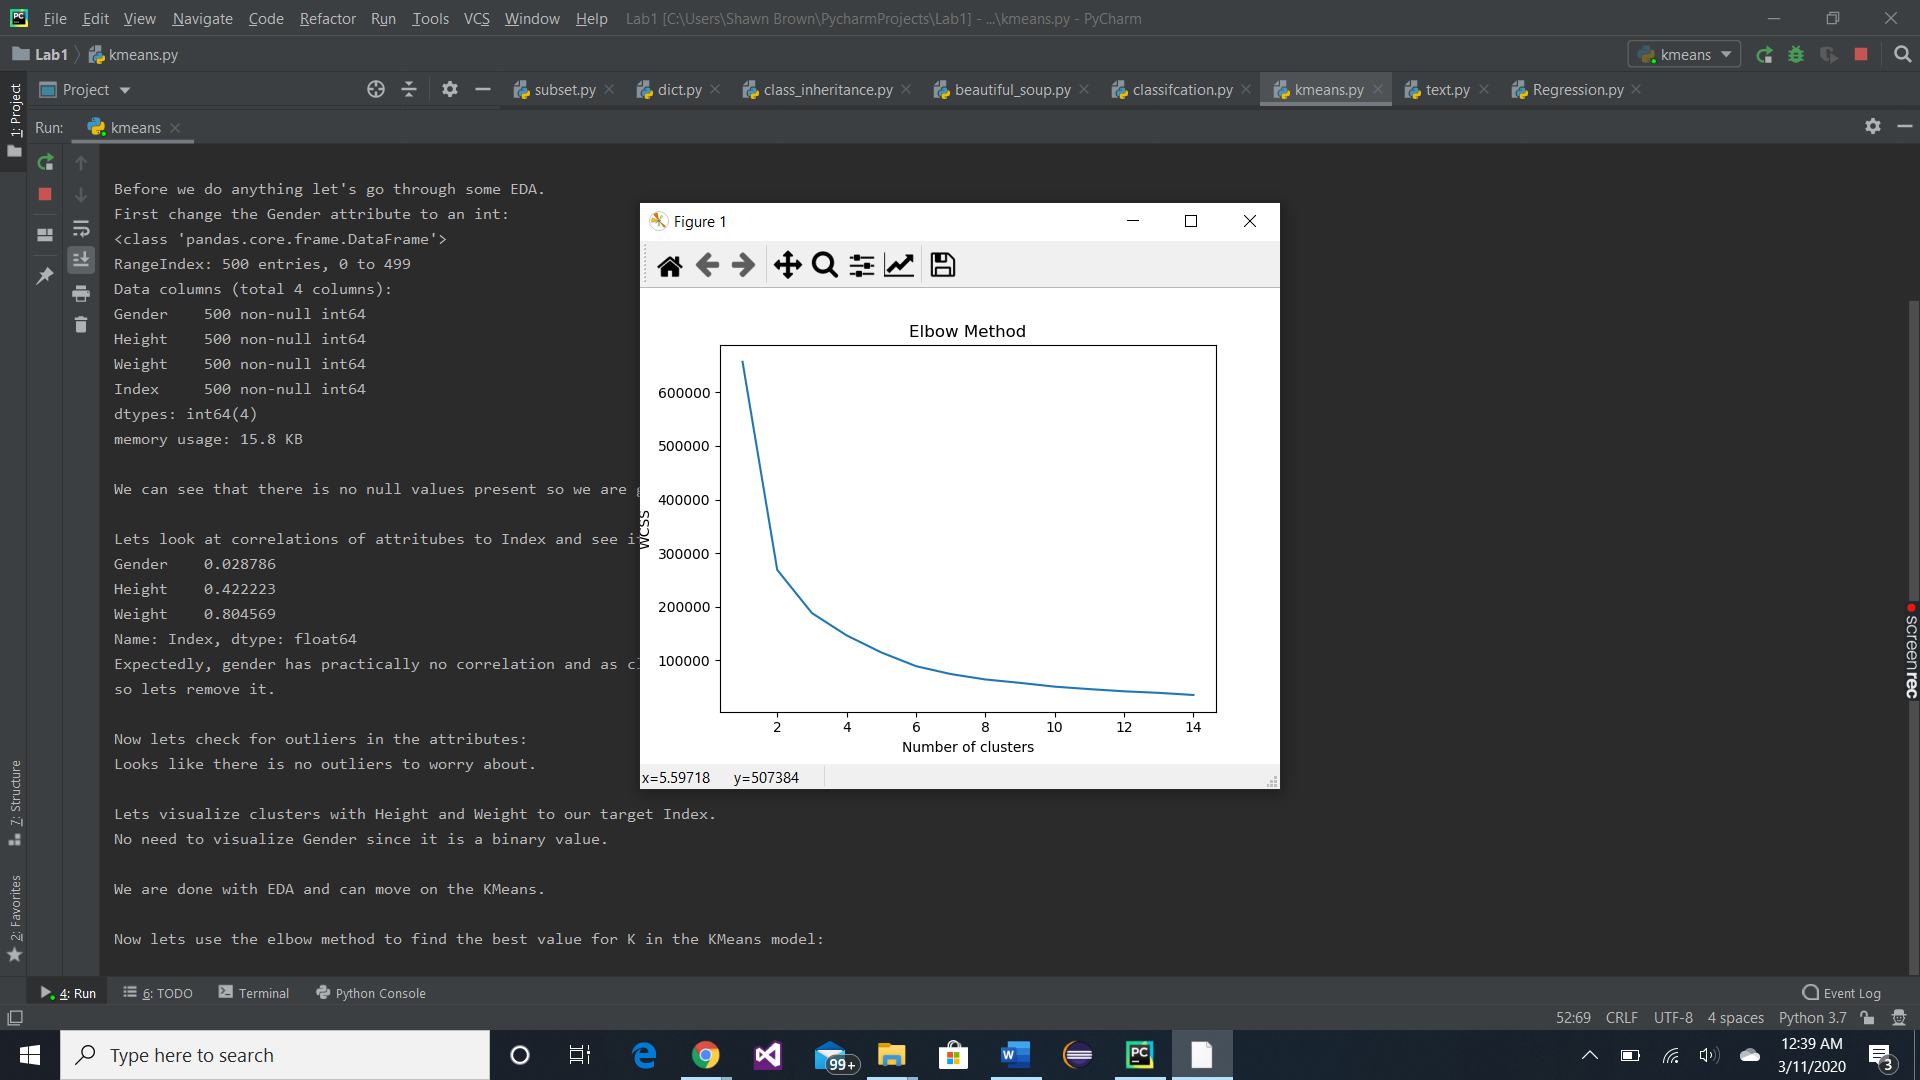 File Edit View Navigate Code Refactor Run Tools VCS Window Help Lab1 [C:\Users\Shawn Brown\PycharmProjects\Lab1] - ...\kmeans.py - PyCharm
Lab1 kmeans.py kmeans
1: Project
Project subset.py dict.py class_inheritance.py beautiful_soup.py classifcation.py kmeans.py text.py Regression.py
Run: kmeans
Before we do anything let's go through some EDA.
First change the Gender attribute to an int:
<class 'pandas.core.frame.DataFrame'>
RangeIndex: 500 entries, 0 to 499
Data columns (total 4 columns):
Gender 500 non-null int64
Height 500 non-null int64
Weight 500 non-null int64
Index 500 non-null int64
dtypes: int64(4)
memory usage: 15.8 KB
We can see that there is no null values present so we are
Lets look at correlations of attritubes to Index and see
Gender 0.028786
Height 0.422223
Weight 0.804569
Name: Index, dtype: float64
Expectedly, gender has practically no correlation and as
so lets remove it.
Now lets check for outliers in the attributes:
Looks like there is no outliers to worry about.
Lets visualize clusters with Height and Weight to our target Index.
No need to visualize Gender since it is a binary value.
We are done with EDA and can move on the KMeans.
Now lets use the elbow method to find the best value for K in the KMeans model:
Figure 1
Elbow Method
600000
500000
400000
300000
200000
100000
wcss
2 4 6 8 10 12 14
Number of clusters
x=5.59718 y=507384
screenrec
7: Structure
2: Favorites
4: Run 6: TODO Terminal Python Console Event Log
52:69 CRLF UTF-8 4 spaces Python 3.7
Type here to search
99+
12:39 AM
3/11/2020
3